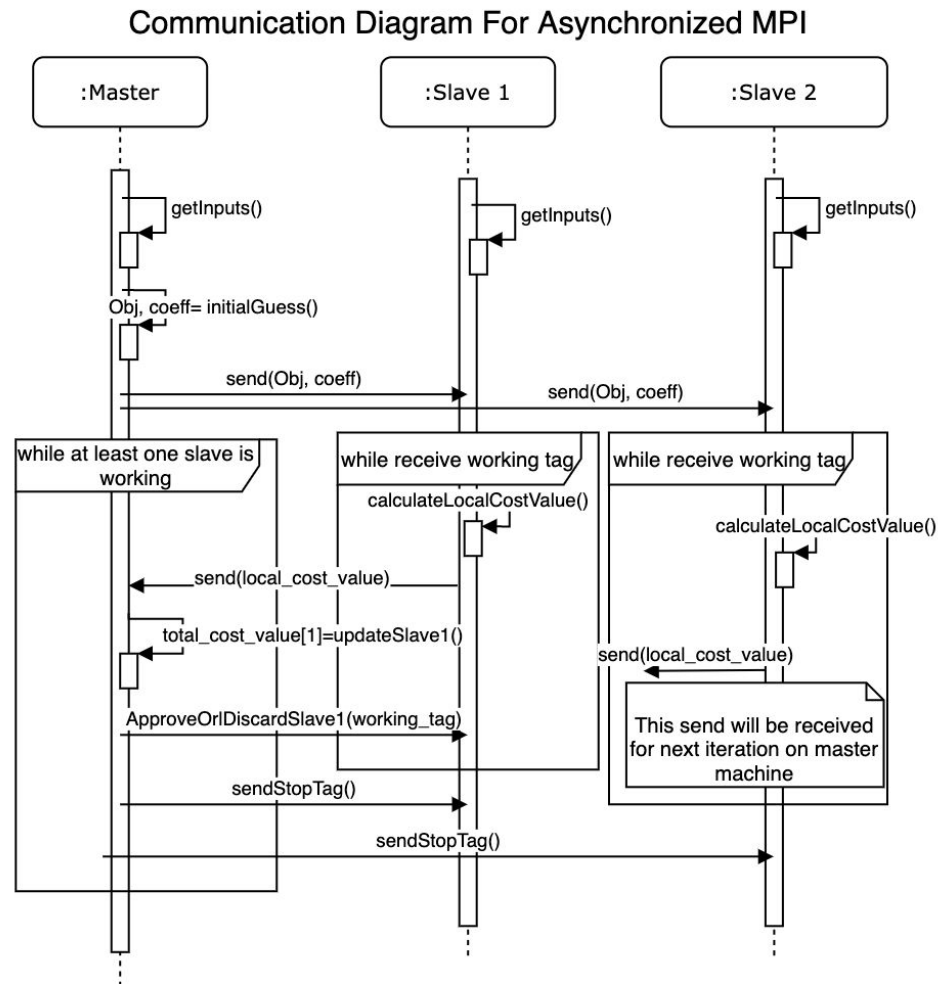 Communication Diagram For Asynchronized MPI
:Master
:Slave 1
:Slave 2
getInputs()
getInputs()
getInputs()
Obj, coeff= initialGuess()
send(Obj, coeff)
send(Obj, coeff)
while at least one slave is
working
while receive working tag
while receive working tag
calculateLocalCostValue()
calculateLocalCostValue()
send(local_cost_value)
total_cost_value[1]=updateSlave1()
send(local_cost_value)
ApproveOrlDiscardSlave1(working_tag)
This send will be received
for next iteration on master
machine
sendStopTag()
sendStopTag()